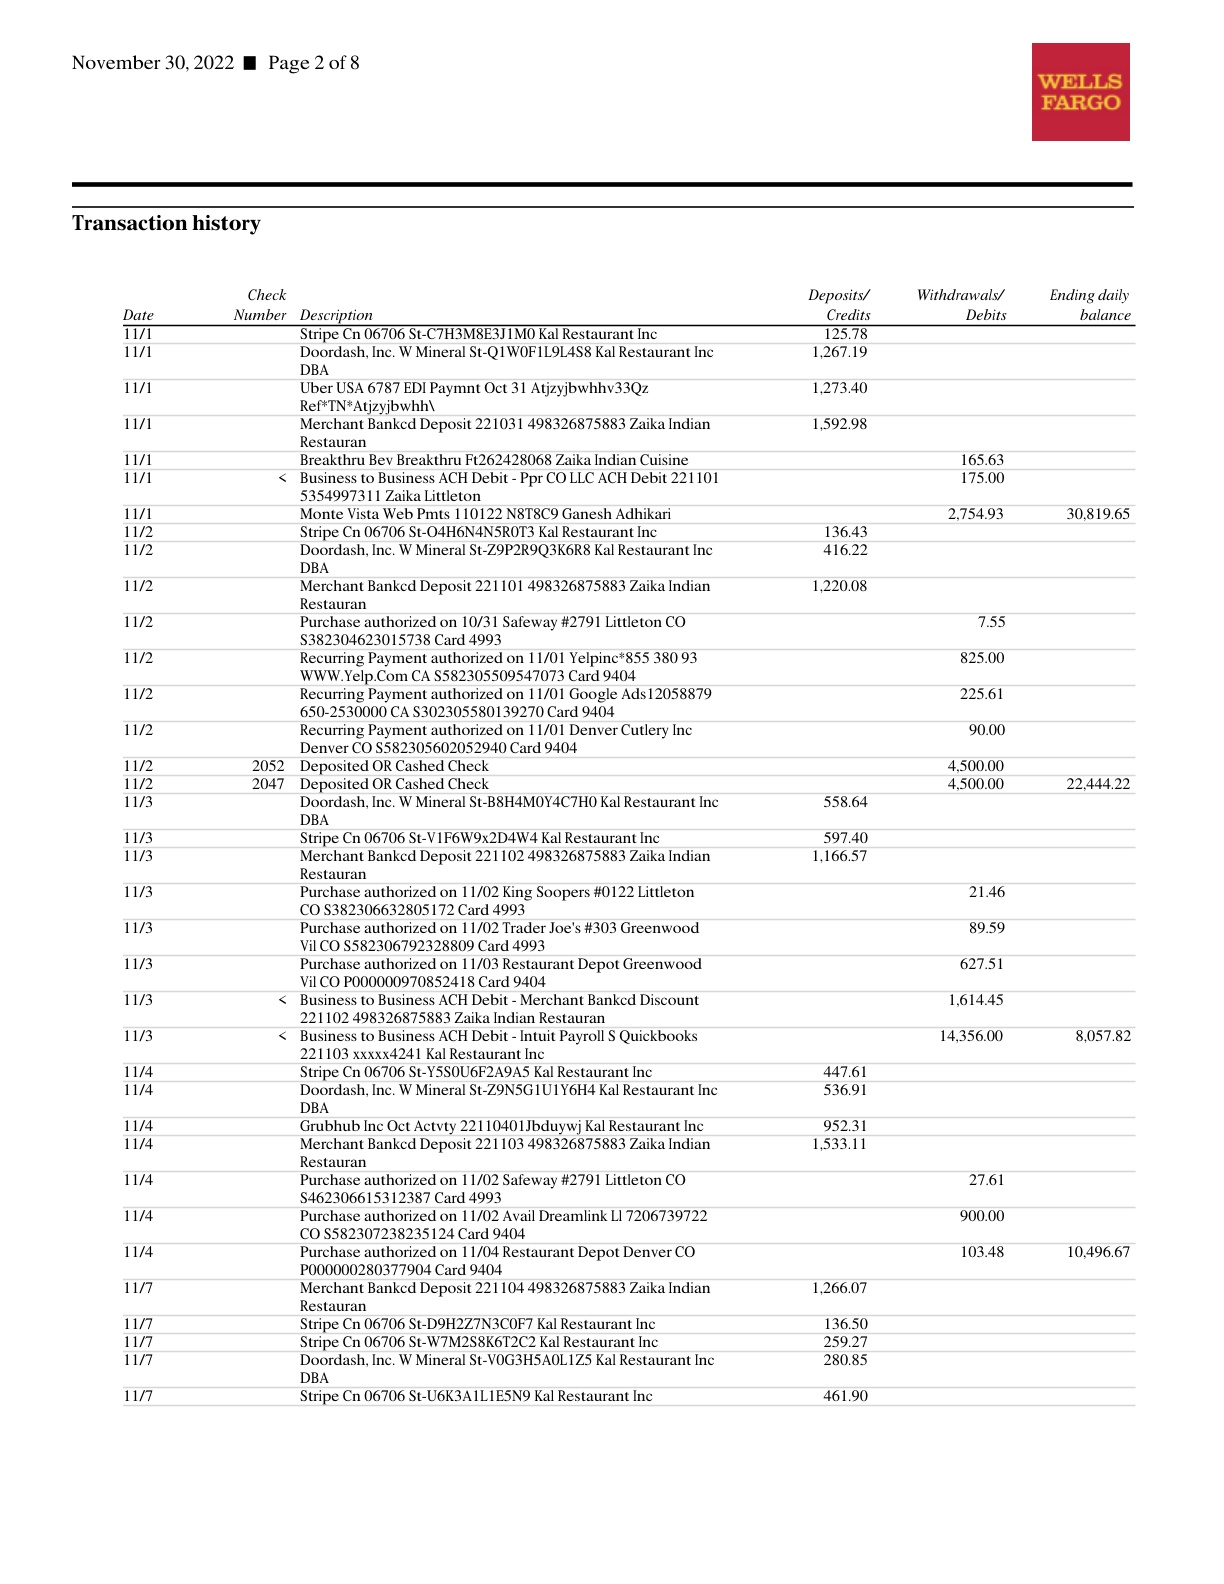 November 30, 2022 ■ Page 2 of 8
WELLS
FARGO
Transaction history
Check Deposits/ Withdrawals/ Ending daily
Date Number Description Credits Debits balance
11/1 Stripe Cn 06706 St-C7H3M8E3J1M0 Kal Restaurant Inc 125.78
11/1 Doordash, Inc. W Mineral St-Q1W0F1L9L4S8 Kal Restaurant Inc 1,267.19
DBA
11/1 Uber USA 6787 EDI Paymnt Oct 31 Atjzyjbwhhv33Qz 1,273.40
Ref*TN*Atjzyjbwhh\
11/1 Merchant Bankcd Deposit 221031 498326875883 Zaika Indian 1,592.98
Restauran
11/1 Breakthru Bev Breakthru Ft262428068 Zaika Indian Cuisine 165.63
11/1 < Business to Business ACH Debit - Ppr CO LLC ACH Debit 221101 175.00
5354997311 Zaika Littleton
11/1 Monte Vista Web Pmts 110122 N8T8C9 Ganesh Adhikari 2,754.93 30,819.65
11/2 Stripe Cn 06706 St-O4H6N4N5R0T3 Kal Restaurant Inc 136.43
11/2 Doordash, Inc. W Mineral St-Z9P2R9Q3K6R8 Kal Restaurant Inc 416.22
DBA
11/2 Merchant Bankcd Deposit 221101 498326875883 Zaika Indian 1,220.08
Restauran
11/2 Purchase authorized on 10/31 Safeway #2791 Littleton CO 7.55
S382304623015738 Card 4993
11/2 Recurring Payment authorized on 11/01 Yelpinc*855 380 93 825.00
WWW.Yelp.Com CA S582305509547073 Card 9404
11/2 Recurring Payment authorized on 11/01 Google Ads12058879 225.61
650-2530000 CA S302305580139270 Card 9404
11/2 Recurring Payment authorized on 11/01 Denver Cutlery Inc 90.00
Denver CO S582305602052940 Card 9404
11/2 2052 Deposited OR Cashed Check 4,500.00
11/2 2047 Deposited OR Cashed Check 4,500.00 22,444.22
11/3 Doordash, Inc. W Mineral St-B8H4M0Y4C7H0 Kal Restaurant Inc 558.64
DBA
11/3 Stripe Cn 06706 St-V1F6W9x2D4W4 Kal Restaurant Inc 597.40
11/3 Merchant Bankcd Deposit 221102 498326875883 Zaika Indian 1,166.57
Restauran
11/3 Purchase authorized on 11/02 King Soopers #0122 Littleton 21.46
CO S382306632805172 Card 4993
11/3 Purchase authorized on 11/02 Trader Joe's #303 Greenwood 89.59
Vil CO S582306792328809 Card 4993
11/3 Purchase authorized on 11/03 Restaurant Depot Greenwood 627.51
Vil CO P000000970852418 Card 9404
11/3 < Business to Business ACH Debit - Merchant Bankcd Discount 1,614.45
221102 498326875883 Zaika Indian Restauran
11/3 < Business to Business ACH Debit - Intuit Payroll S Quickbooks 14,356.00 8,057.82
221103 xxxxx4241 Kal Restaurant Inc
11/4 Stripe Cn 06706 St-Y5S0U6F2A9A5 Kal Restaurant Inc 447.61
11/4 Doordash, Inc. W Mineral St-Z9N5G1U1Y6H4 Kal Restaurant Inc 536.91
DBA
11/4 Grubhub Inc Oct Actvty 22110401Jbduywj Kal Restaurant Inc 952.31
11/4 Merchant Bankcd Deposit 221103 498326875883 Zaika Indian 1,533.11
Restauran
11/4 Purchase authorized on 11/02 Safeway #2791 Littleton CO 27.61
S462306615312387 Card 4993
11/4 Purchase authorized on 11/02 Avail Dreamlink Ll 7206739722 900.00
CO S582307238235124 Card 9404
11/4 Purchase authorized on 11/04 Restaurant Depot Denver CO 103.48 10,496.67
P000000280377904 Card 9404
11/7 Merchant Bankcd Deposit 221104 498326875883 Zaika Indian 1,266.07
Restauran
11/7 Stripe Cn 06706 St-D9H2Z7N3C0F7 Kal Restaurant Inc 136.50
11/7 Stripe Cn 06706 St-W7M2S8K6T2C2 Kal Restaurant Inc 259.27
11/7 Doordash, Inc. W Mineral St-V0G3H5A0L1Z5 Kal Restaurant Inc 280.85
DBA
11/7 Stripe Cn 06706 St-U6K3A1L1E5N9 Kal Restaurant Inc 461.90